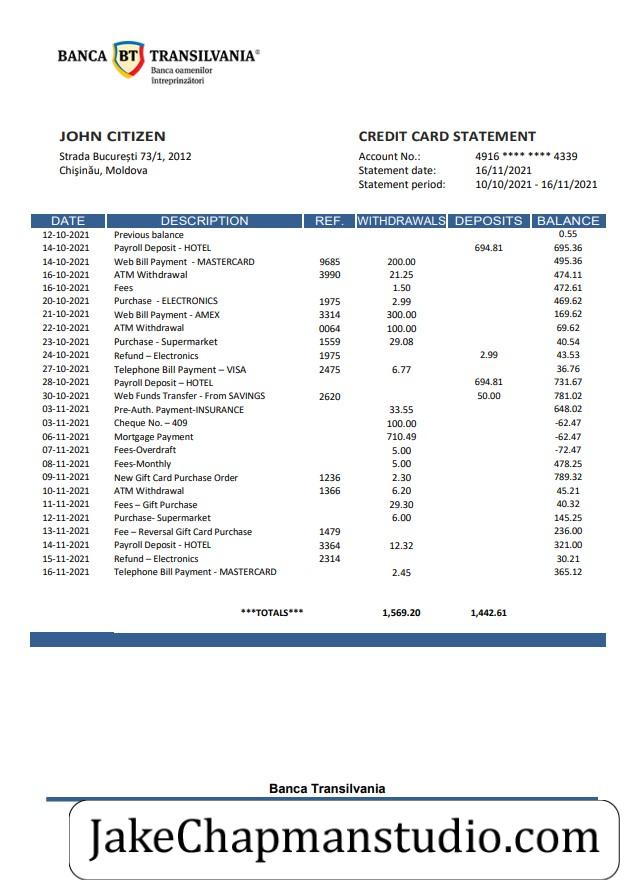 BANCA BT TRANSILVANIA®
Banca oamenilor
întreprinzători
JOHN CITIZEN
Strada București 73/1, 2012
Chișinău, Moldova
CREDIT CARD STATEMENT
Account No.: 4916 **** **** 4339
Statement date: 16/11/2021
Statement period: 10/10/2021 - 16/11/2021
DATE DESCRIPTION REF. WITHDRAWALS DEPOSITS BALANCE
12-10-2021 Previous balance 0.55
14-10-2021 Payroll Deposit - HOTEL 694.81 695.36
14-10-2021 Web Bill Payment - MASTERCARD 9685 200.00 495.36
16-10-2021 ATM Withdrawal 3990 21.25 474.11
16-10-2021 Fees 1.50 472.61
20-10-2021 Purchase - ELECTRONICS 1975 2.99 469.62
21-10-2021 Web Bill Payment - AMEX 3314 300.00 169.62
22-10-2021 ATM Withdrawal 0064 100.00 69.62
23-10-2021 Purchase - Supermarket 1559 29.08 40.54
24-10-2021 Refund – Electronics 1975 2.99 43.53
27-10-2021 Telephone Bill Payment – VISA 2475 6.77 36.76
28-10-2021 Payroll Deposit – HOTEL 694.81 731.67
30-10-2021 Web Funds Transfer - From SAVINGS 2620 50.00 781.02
03-11-2021 Pre-Auth. Payment-INSURANCE 33.55 648.02
03-11-2021 Cheque No. – 409 100.00 -62.47
06-11-2021 Mortgage Payment 710.49 -62.47
07-11-2021 Fees-Overdraft 5.00 -72.47
08-11-2021 Fees-Monthly 5.00 478.25
09-11-2021 New Gift Card Purchase Order 1236 2.30 789.32
10-11-2021 ATM Withdrawal 1366 6.20 45.21
11-11-2021 Fees – Gift Purchase 29.30 40.32
12-11-2021 Purchase- Supermarket 6.00 145.25
13-11-2021 Fee – Reversal Gift Card Purchase 1479 236.00
14-11-2021 Payroll Deposit - HOTEL 3364 12.32 321.00
15-11-2021 Refund – Electronics 2314 30.21
16-11-2021 Telephone Bill Payment - MASTERCARD 2.45 365.12
***TOTALS*** 1,569.20 1,442.61
Banca Transilvania
JakeChapmanstudio.com